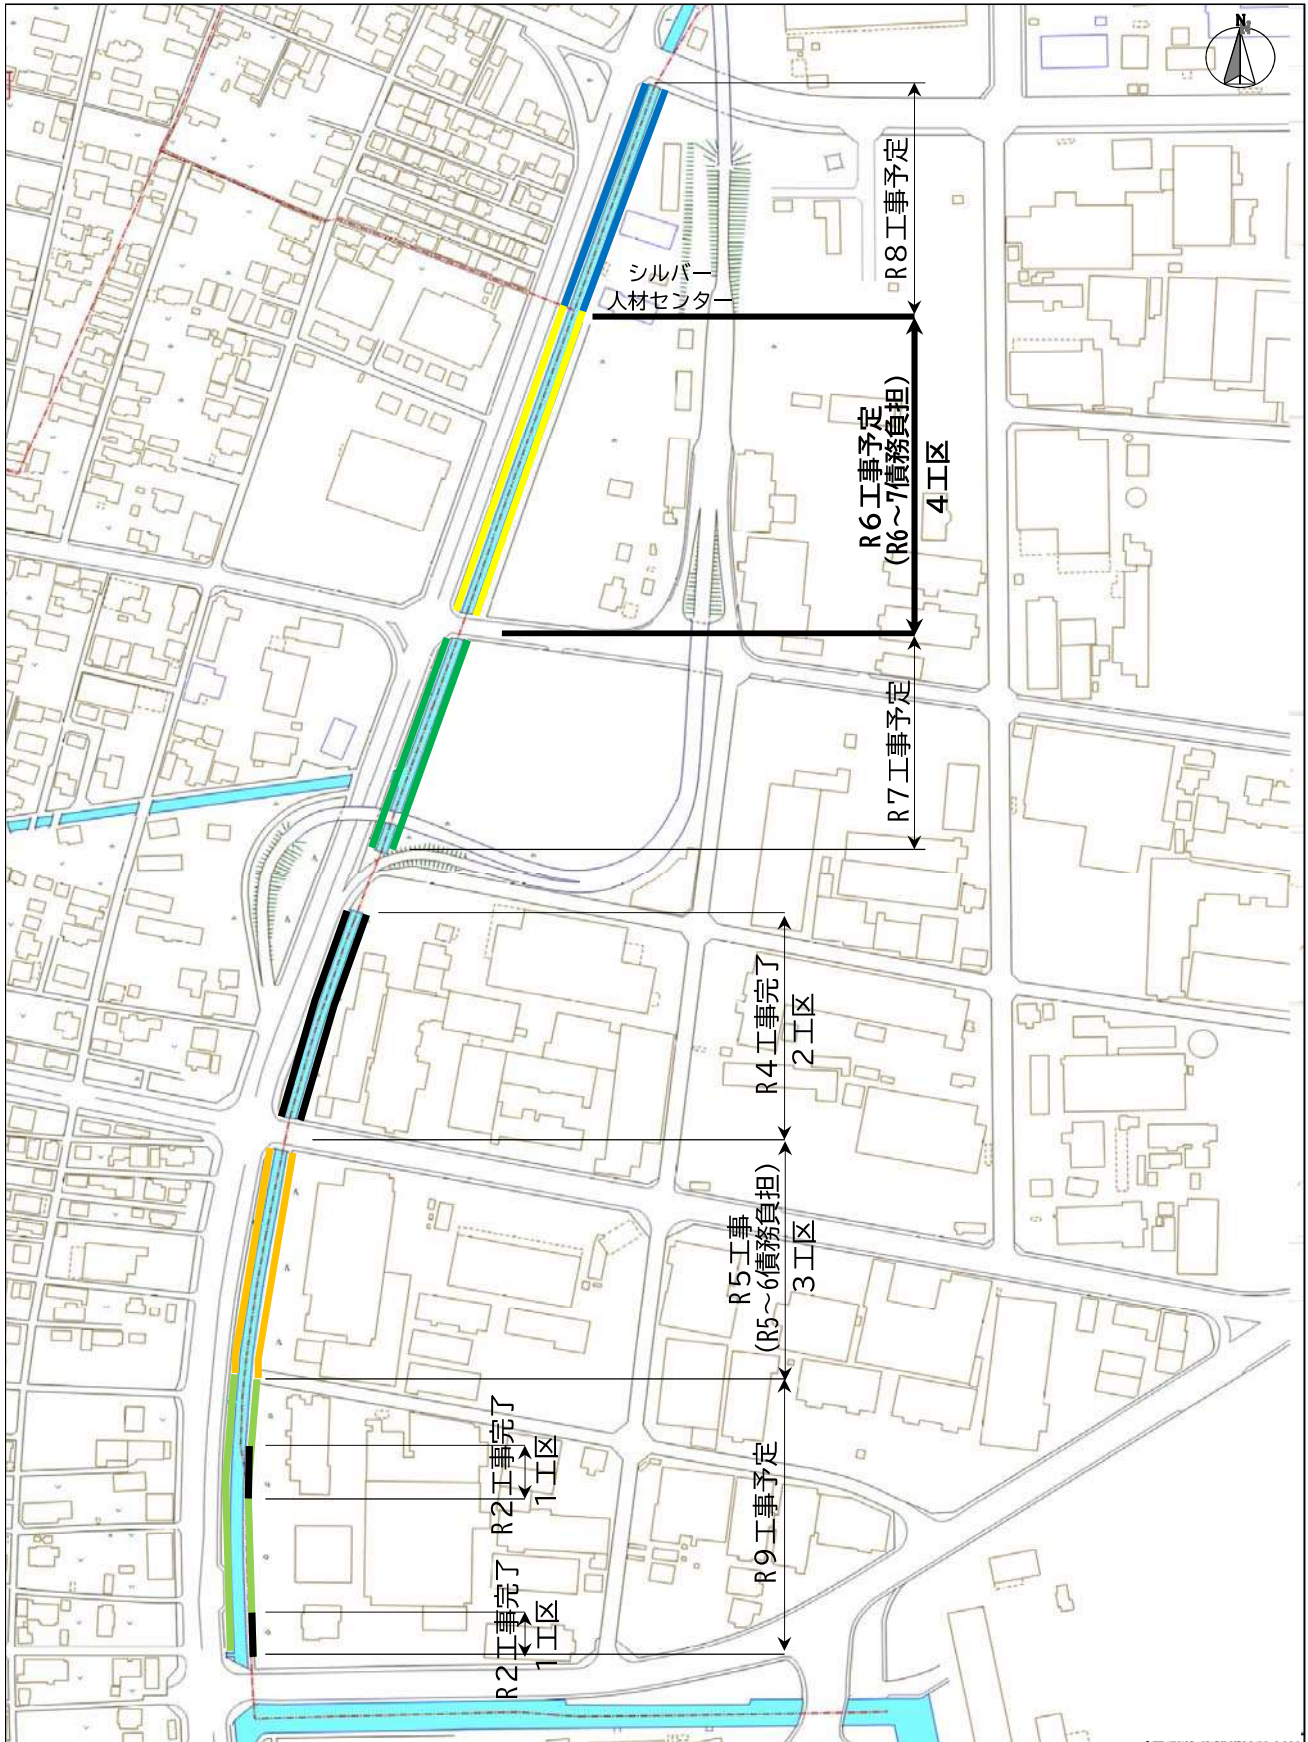 N
R8工事予定
シルバー
人材センター
R6工事予定
(R6～7債務負担)
4工区
R7工事予定
R4工事完了
2工区
R5工事
(R5～6債務負担)
3工区
R2工事完了
1工区
R9工事予定
R2工事完了
1工区